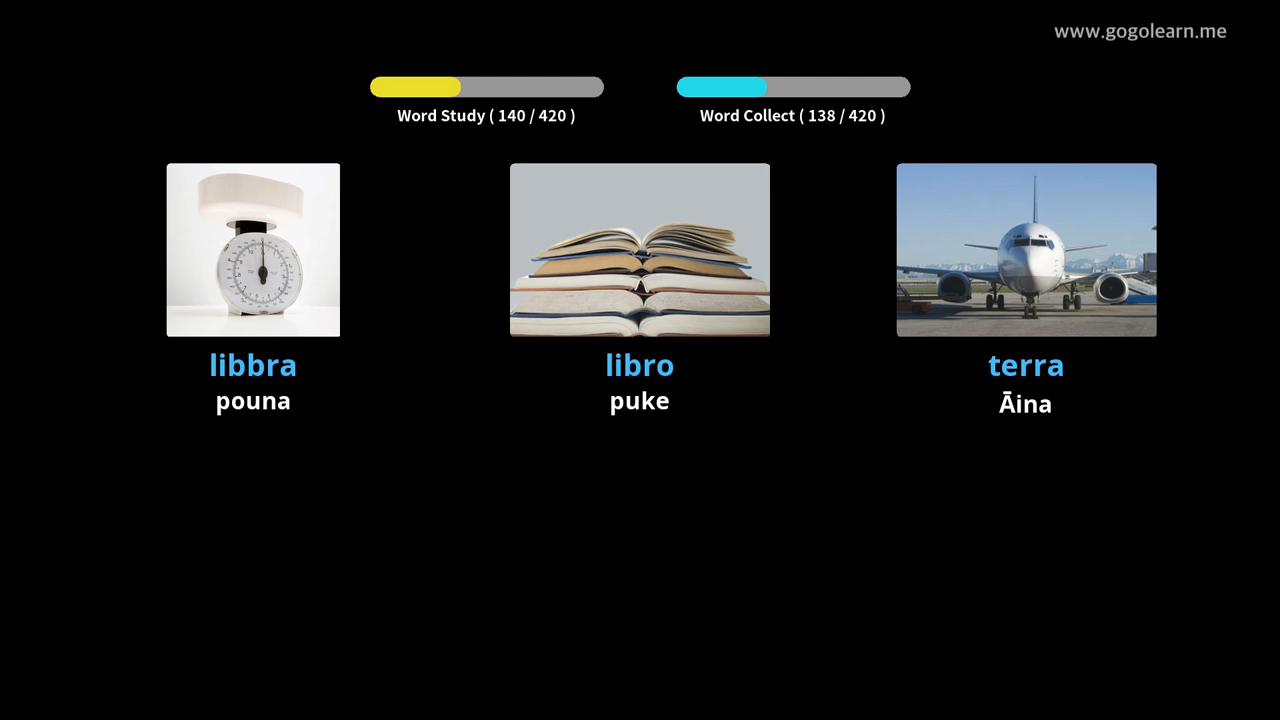 www.gogolearn.me
Word Study ( 140 / 420 )
Word Collect ( 138 / 420 )
libbra
pouna
libro
puke
terra
Āina